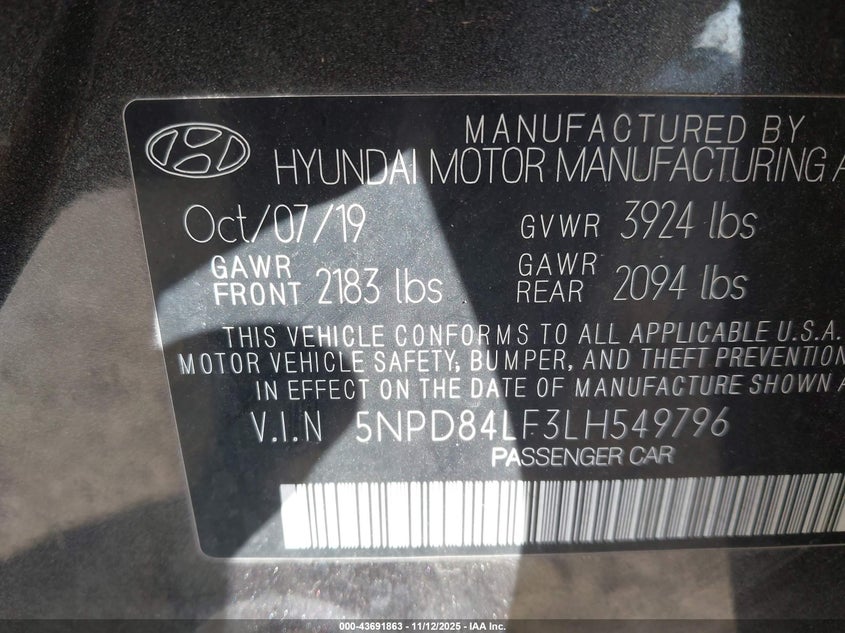 MANUFACTURED BY
HYUNDAI MOTOR MANUFACTURING A
Oct/07/19 GVWR 3924 lbs
GAWR FRONT 2183 lbs GAWR REAR 2094 lbs
THIS VEHICLE CONFORMS TO ALL APPLICABLE U.S.A.
MOTOR VEHICLE SAFETY, BUMPER, AND THEFT PREVENTION
IN EFFECT ON THE DATE OF MANUFACTURE SHOWN A
V.I.N 5NPD84LF3LH549796
PASSENGER CAR
000-43691863 - 11/12/2025 - IAA Inc.